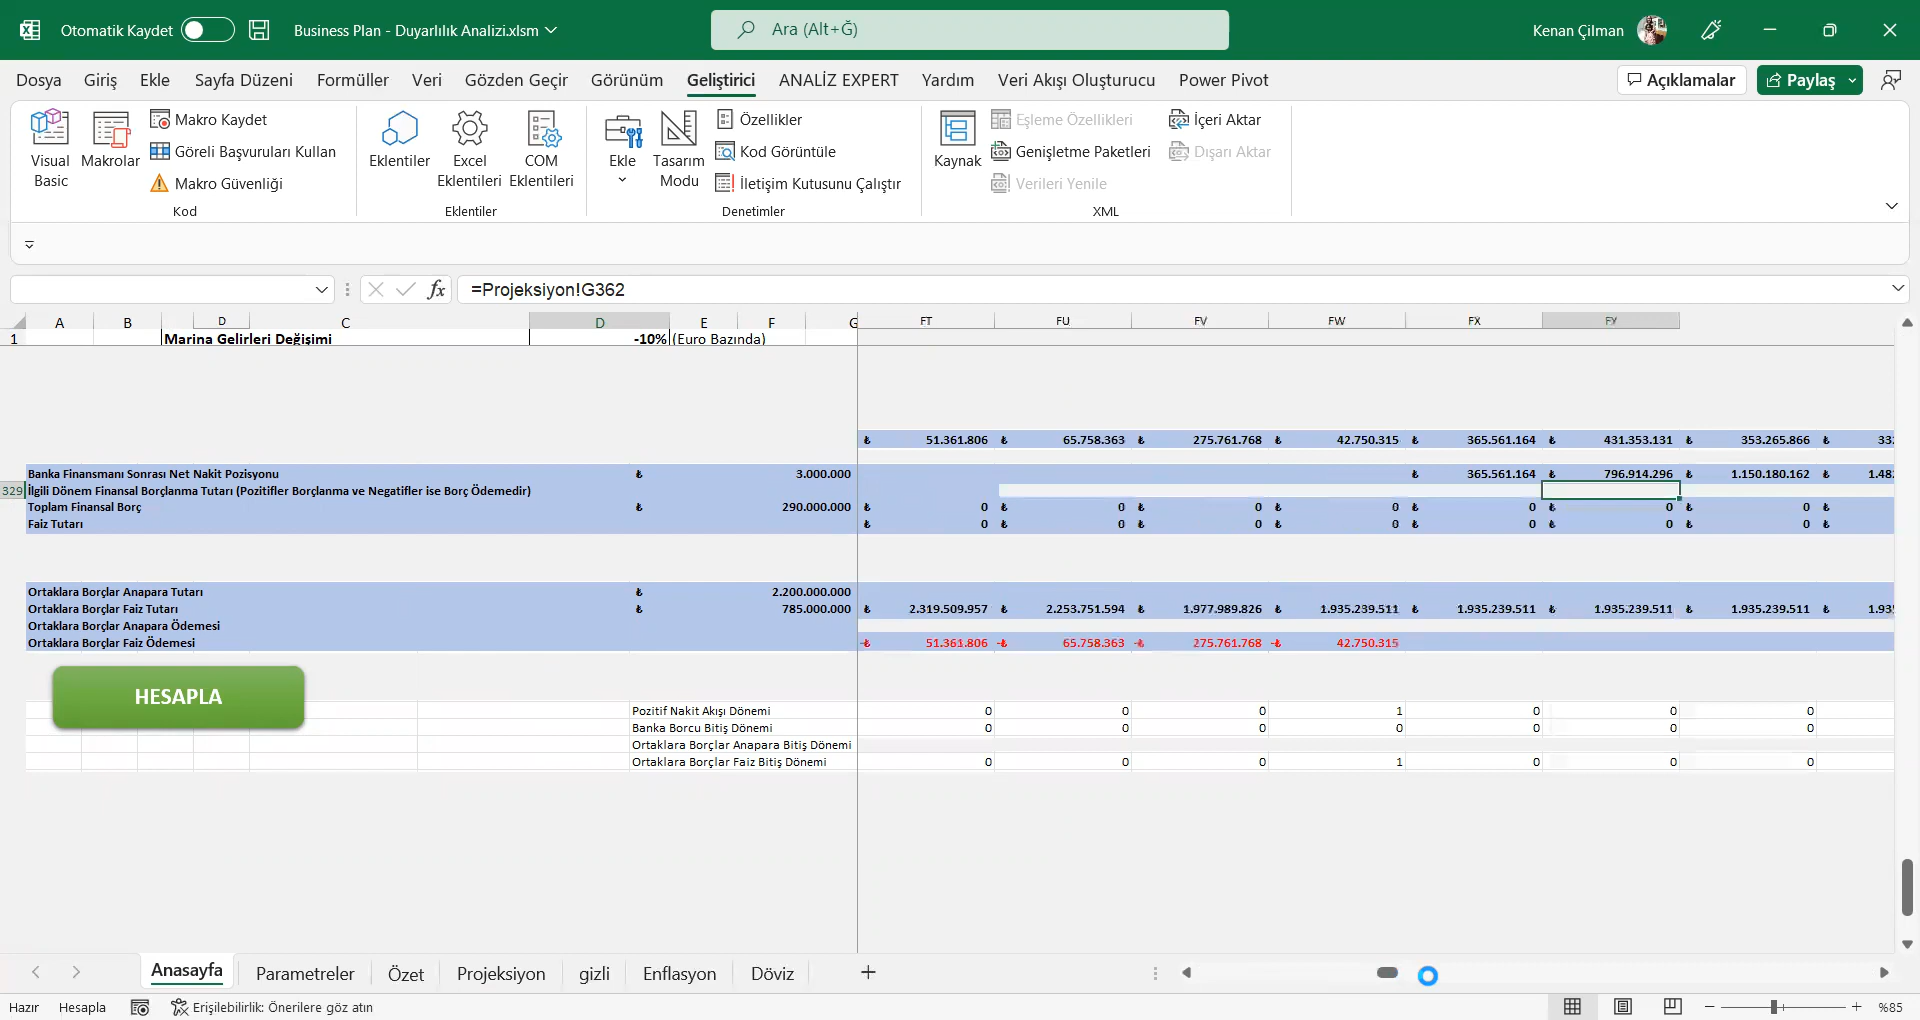 Otomatik Kaydet
Business Plan - Duyarlılık Analizi.xlsm
Ara (Alt+Ğ)
Kenan Çilman
Dosya Giriş Ekle Sayfa Düzeni Formüller Veri Gözden Geçir Görünüm Geliştirici ANALİZ EXPERT Yardım Veri Akışı Oluşturucu Power Pivot
Açıklamalar
Paylaş
Visual Basic
Makrolar
Makro Kaydet
Göreli Başvuruları Kullan
Makro Güvenliği
Kod
Eklentiler
Excel Eklentileri
COM Eklentileri
Eklentiler
Ekle
Tasarım Modu
Özellikler
Kod Görüntüle
İletişim Kutusunu Çalıştır
Denetimler
Kaynak
Eşleme Özellikleri
Genişletme Paketleri
Verileri Yenile
İçeri Aktar
Dışarı Aktar
XML
fx =Projeksiyon!G362
A B D C D E F G FT FU FV FW FX FY
1 Marina Gelirleri Değişimi -10% (Euro Bazında)
₺ 51.361.806 ₺ 65.758.363 ₺ 275.761.768 ₺ 42.750.315 ₺ 365.561.164 ₺ 431.353.131 ₺ 353.265.866 ₺
Banka Finansmanı Sonrası Net Nakit Pozisyonu ₺ 3.000.000 ₺ 365.561.164 ₺ 796.914.296 ₺ 1.150.180.162 ₺
329 İlgili Dönem Finansal Borçlanma Tutarı (Pozitifler Borçlanma ve Negatifler ise Borç Ödemedir)
Toplam Finansal Borç ₺ 290.000.000 ₺ 0 ₺ 0 ₺ 0 ₺ 0 ₺ 0 ₺ 0 ₺ 0 ₺
Faiz Tutarı ₺ 0 ₺ 0 ₺ 0 ₺ 0 ₺ 0 ₺ 0 ₺ 0 ₺
Ortaklara Borçlar Anapara Tutarı ₺ 2.200.000.000
Ortaklara Borçlar Faiz Tutarı ₺ 785.000.000 ₺ 2.319.509.957 ₺ 2.253.751.594 ₺ 1.977.989.826 ₺ 1.935.239.511 ₺ 1.935.239.511 ₺ 1.935.239.511 ₺ 1.935.239.511 ₺
Ortaklara Borçlar Anapara Ödemesi
Ortaklara Borçlar Faiz Ödemesi -₺ 51.361.806 -₺ 65.758.363 -₺ 275.761.768 -₺ 42.750.315
HESAPLA
Pozitif Nakit Akışı Dönemi 0 0 0 1 0 0 0
Banka Borcu Bitiş Dönemi 0 0 0 0 0 0 0
Ortaklara Borçlar Anapara Bitiş Dönemi
Ortaklara Borçlar Faiz Bitiş Dönemi 0 0 0 1 0 0 0
Anasayfa Parametreler Özet Projeksiyon gizli Enflasyon Döviz
Hazır Hesapla Erişilebilirlik: Önerilere göz atın %85